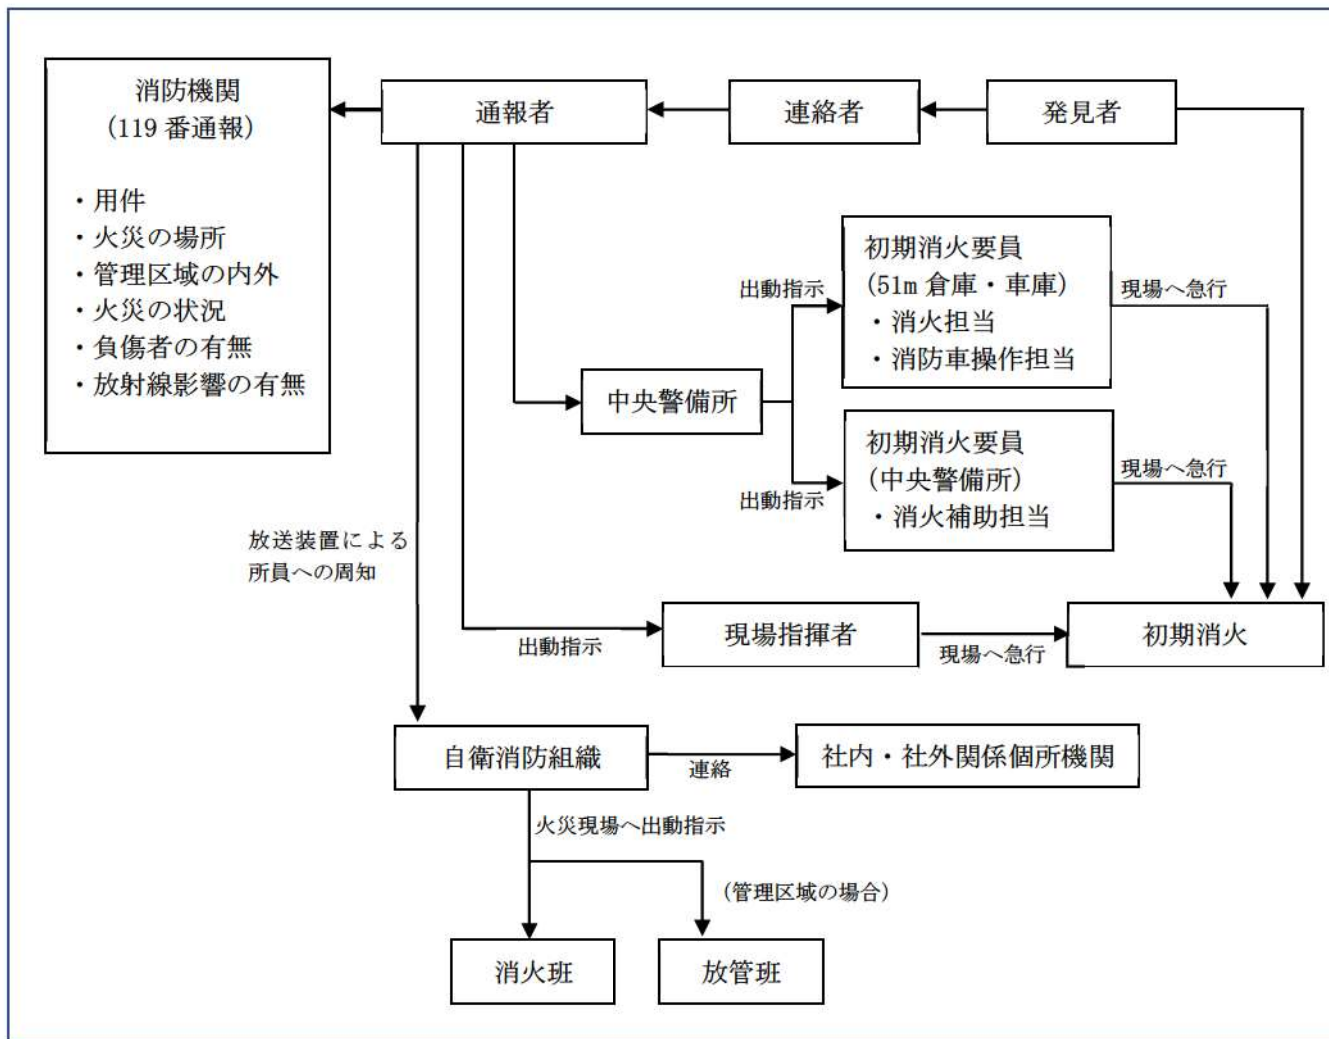 消防機関
(119 番通報)
・用件
・火災の場所
・管理区域の内外
・火災の状況
・負傷者の有無
・放射線影響の有無
通報者
連絡者
発見者
初期消火要員
(51m 倉庫・車庫)
・消火担当
・消防車操作担当
出動指示
現場へ急行
中央警備所
初期消火要員
(中央警備所)
・消火補助担当
出動指示
現場へ急行
放送装置による
所員への周知
出動指示
現場指揮者
現場へ急行
初期消火
自衛消防組織
連絡
社内・社外関係個所機関
火災現場へ出動指示
(管理区域の場合)
消火班
放管班